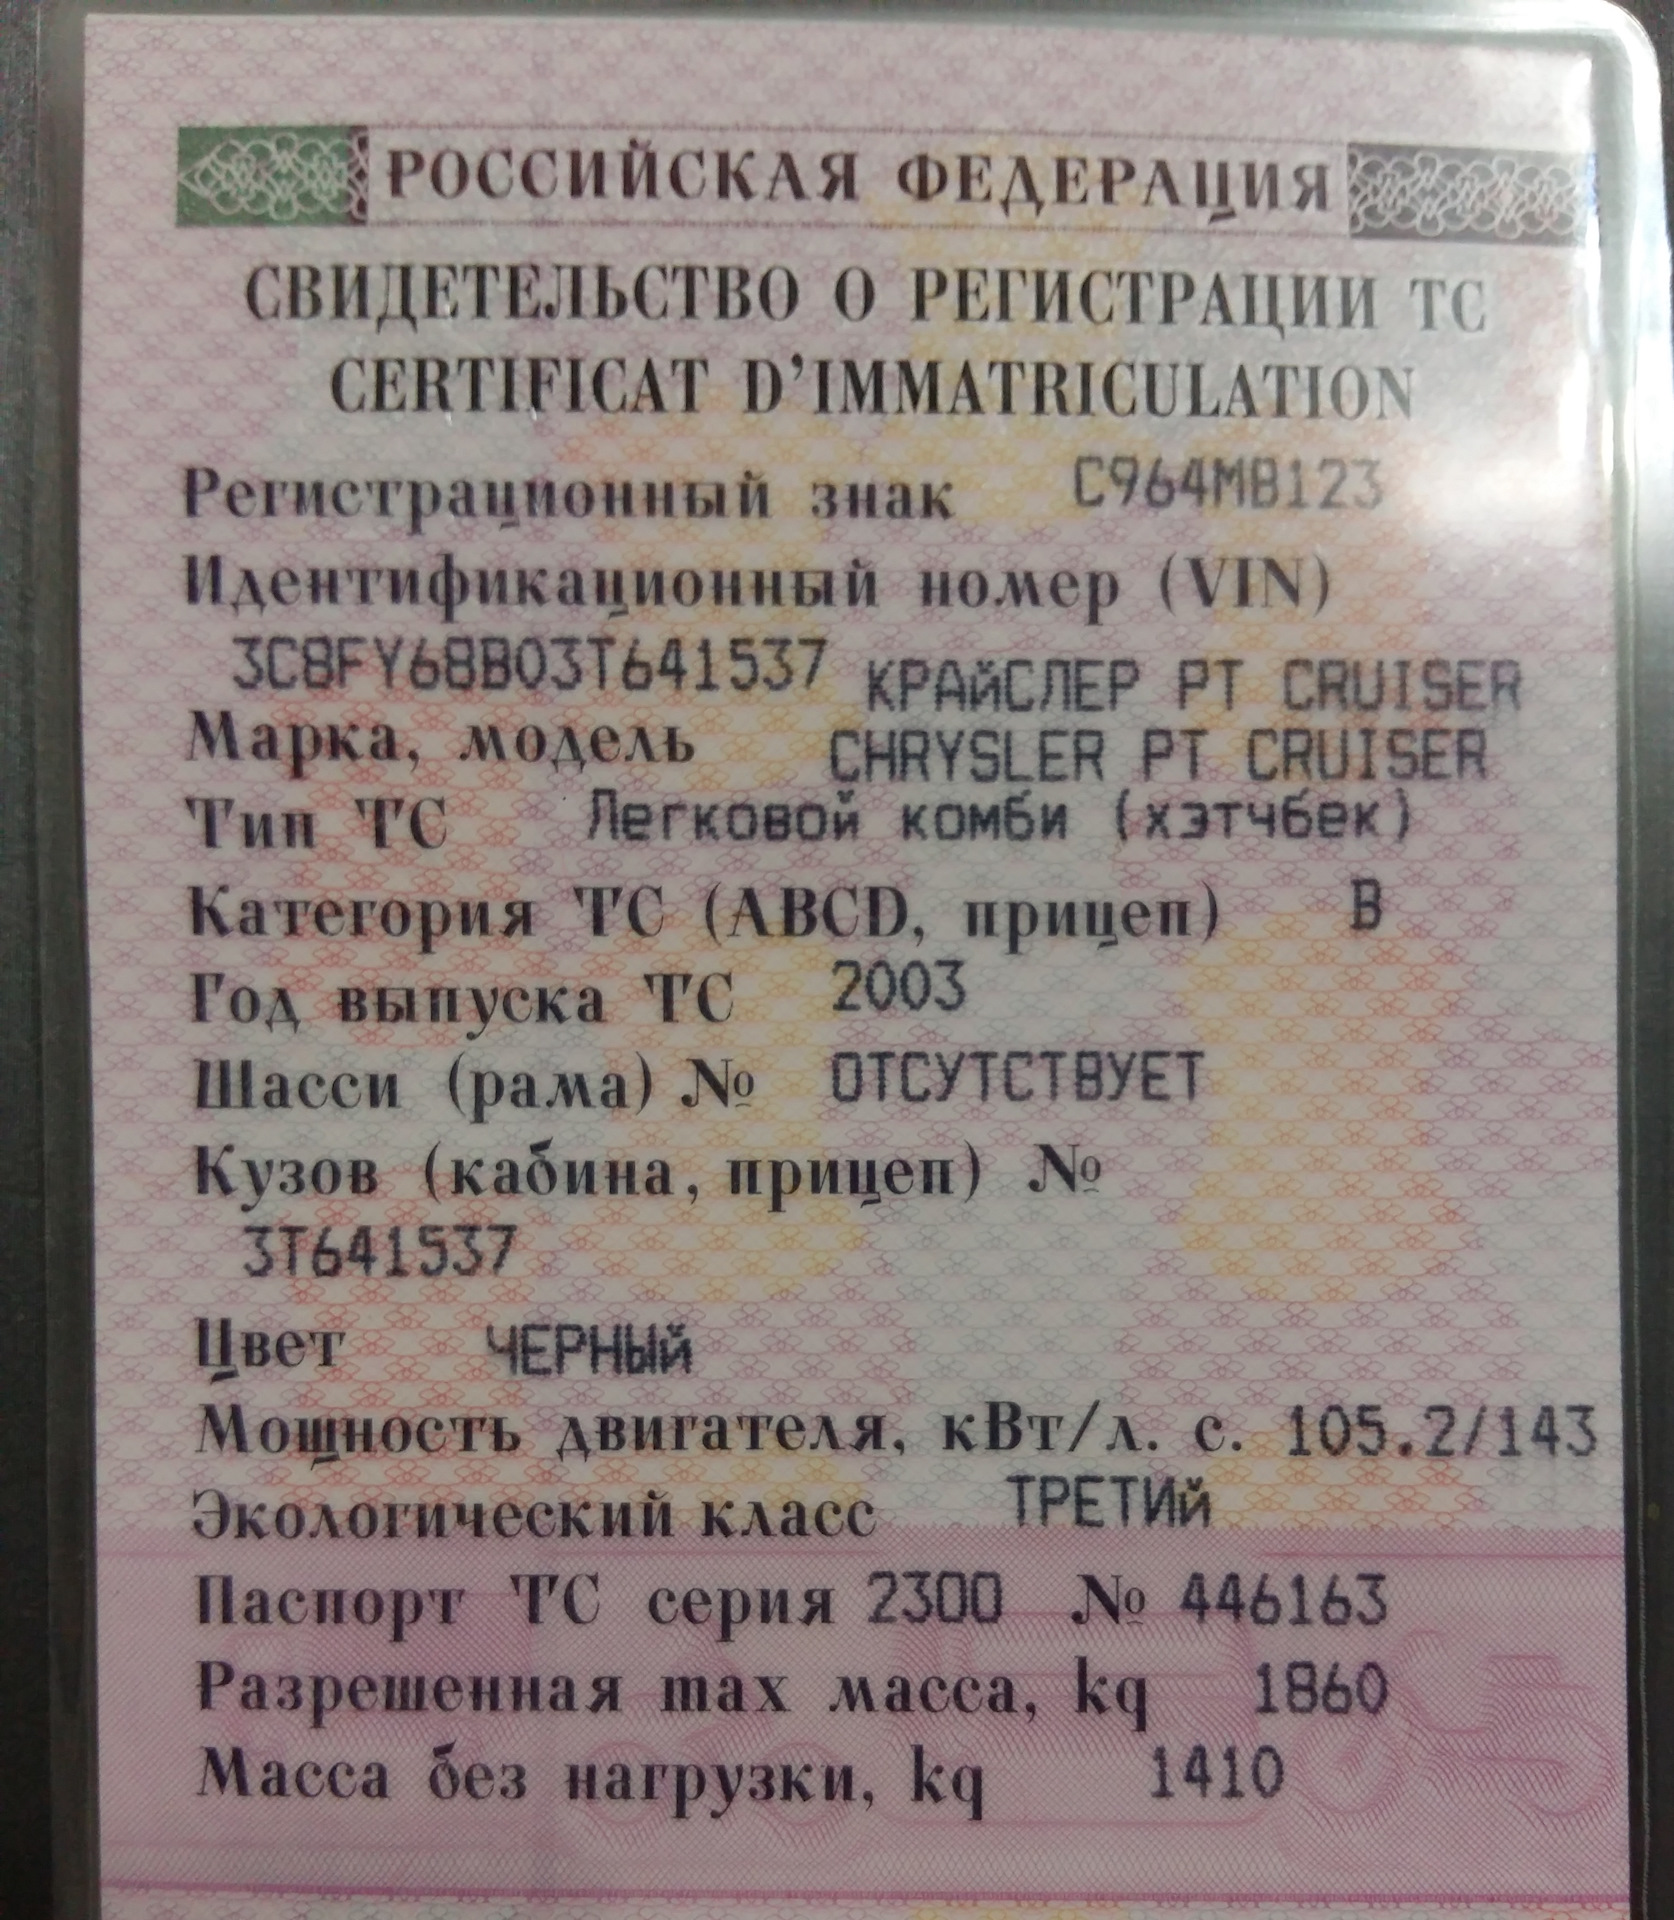 РОССИЙСКАЯ ФЕДЕРАЦИЯ
СВИДЕТЕЛЬСТВО О РЕГИСТРАЦИИ ТС
CERTIFICAT D'IMMATRICULATION
Регистрационный знак С964МВ123
Идентификационный номер (VIN)
3C8FY68B03T641537
КРАЙСЛЕР PT CRUISER
Марка, модель CHRYSLER PT CRUISER
Тип ТС Легковой комби (хэтчбек)
Категория ТС (ABCD, прицеп) B
Год выпуска ТС 2003
Шасси (рама) № ОТСУТСТВУЕТ
Кузов (кабина, прицеп) №
3T641537
Цвет ЧЕРНЫЙ
Мощность двигателя, кВт/л. с. 105.2/143
Экологический класс ТРЕТИЙ
Паспорт ТС серия 2300 № 446163
Разрешенная max масса, kq 1860
Масса без нагрузки, kq 1410